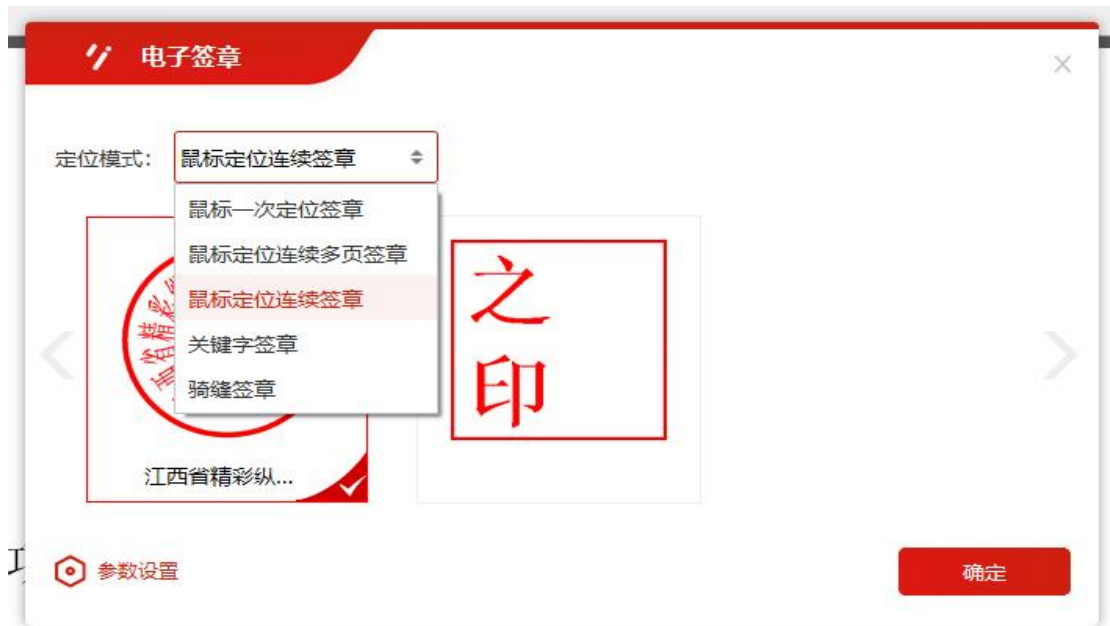 电子签章
定位模式： 鼠标定位连续签章
鼠标一次定位签章
鼠标定位连续多页签章
鼠标定位连续签章
关键字签章
骑缝签章
江西省精彩纵...
之
印
参数设置
确定